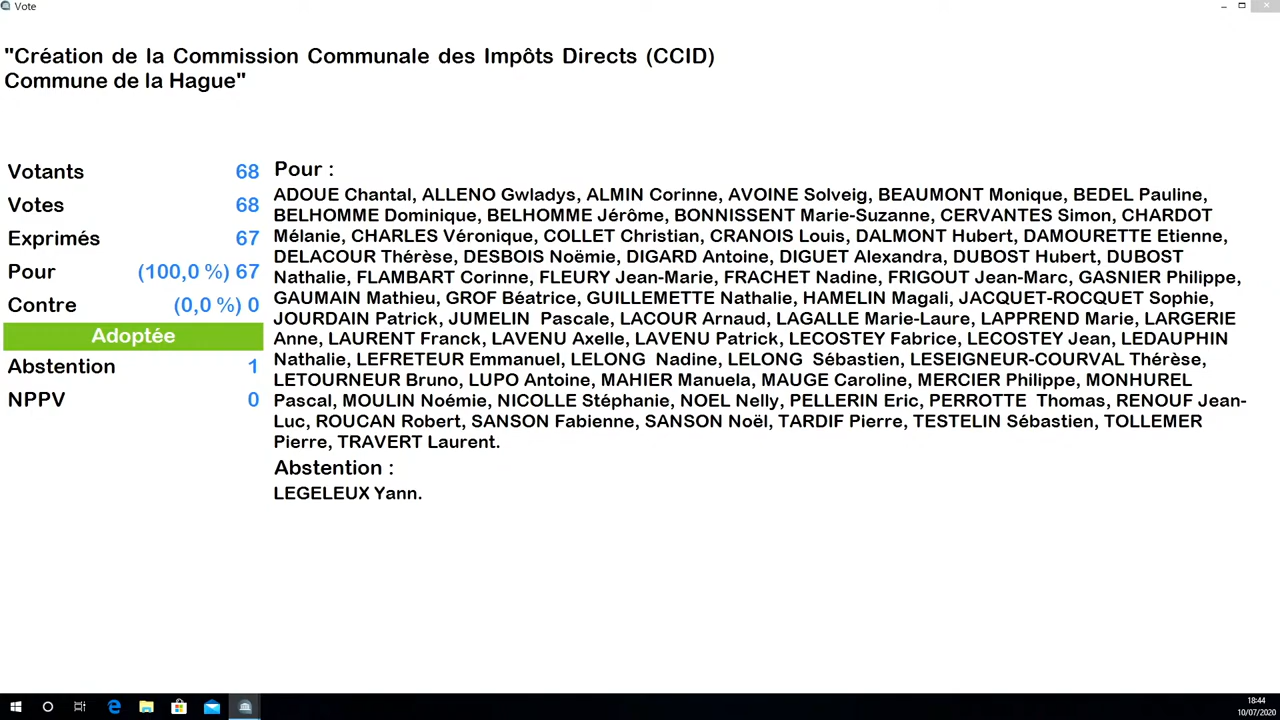 Vote
"Création de la Commission Communale des Impôts Directs (CCID)
Commune de la Hague"
Votants 68
Votes 68
Exprimés 67
Pour (100,0 %) 67
Contre (0,0 %) 0
Adoptée
Abstention 1
NPPV 0
Pour :
ADOUE Chantal, ALLENO Gwladys, ALMIN Corinne, AVOINE Solveig, BEAUMONT Monique, BEDEL Pauline,
BELHOMME Dominique, BELHOMME Jérôme, BONNISSENT Marie-Suzanne, CERVANTES Simon, CHARDOT
Mélanie, CHARLES Véronique, COLLET Christian, CRANOIS Louis, DALMONT Hubert, DAMOURETTE Etienne,
DELACOUR Thérèse, DESBOIS Noëmie, DIGARD Antoine, DIGUET Alexandra, DUBOST Hubert, DUBOST
Nathalie, FLAMBART Corinne, FLEURY Jean-Marie, FRACHET Nadine, FRIGOUT Jean-Marc, GASNIER Philippe,
GAUMAIN Mathieu, GROF Béatrice, GUILLEMETTE Nathalie, HAMELIN Magali, JACQUET-ROCQUET Sophie,
JOURDAIN Patrick, JUMELIN Pascale, LACOUR Arnaud, LAGALLE Marie-Laure, LAPPREND Marie, LARGERIE
Anne, LAURENT Franck, LAVENU Axelle, LAVENU Patrick, LECOSTEY Fabrice, LECOSTEY Jean, LEDAUPHIN
Nathalie, LEFRETEUR Emmanuel, LELONG Nadine, LELONG Sébastien, LESEIGNEUR-COURVAL Thérèse,
LETOURNEUR Bruno, LUPO Antoine, MAHIER Manuela, MAUGE Caroline, MERCIER Philippe, MONHUREL
Pascal, MOULIN Noémie, NICOLLE Stéphanie, NOEL Nelly, PELLERIN Eric, PERROTTE Thomas, RENOUF Jean-
Luc, ROUCAN Robert, SANSON Fabienne, SANSON Noël, TARDIF Pierre, TESTELIN Sébastien, TOLLEMER
Pierre, TRAVERT Laurent.
Abstention :
LEGELEUX Yann.
18:44
10/07/2020